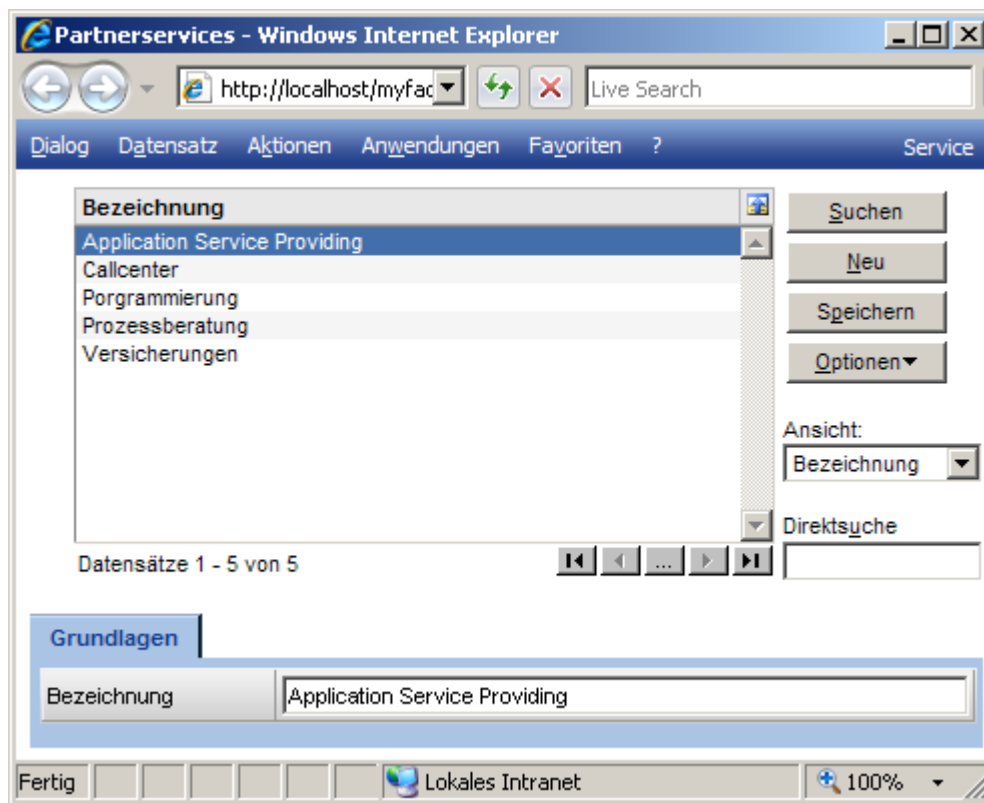 Partnerservices - Windows Internet Explorer
http://localhost/myfac
Live Search
Dialog Datensatz Aktionen Anwendungen Favoriten ? Service
Bezeichnung
Application Service Providing
Callcenter
Porgrammierung
Prozessberatung
Versicherungen
Datensätze 1 - 5 von 5
...
Suchen
Neu
Speichern
Optionen
Ansicht:
Bezeichnung
Direktsuche
Grundlagen
Bezeichnung Application Service Providing
Fertig Lokales Intranet 100%